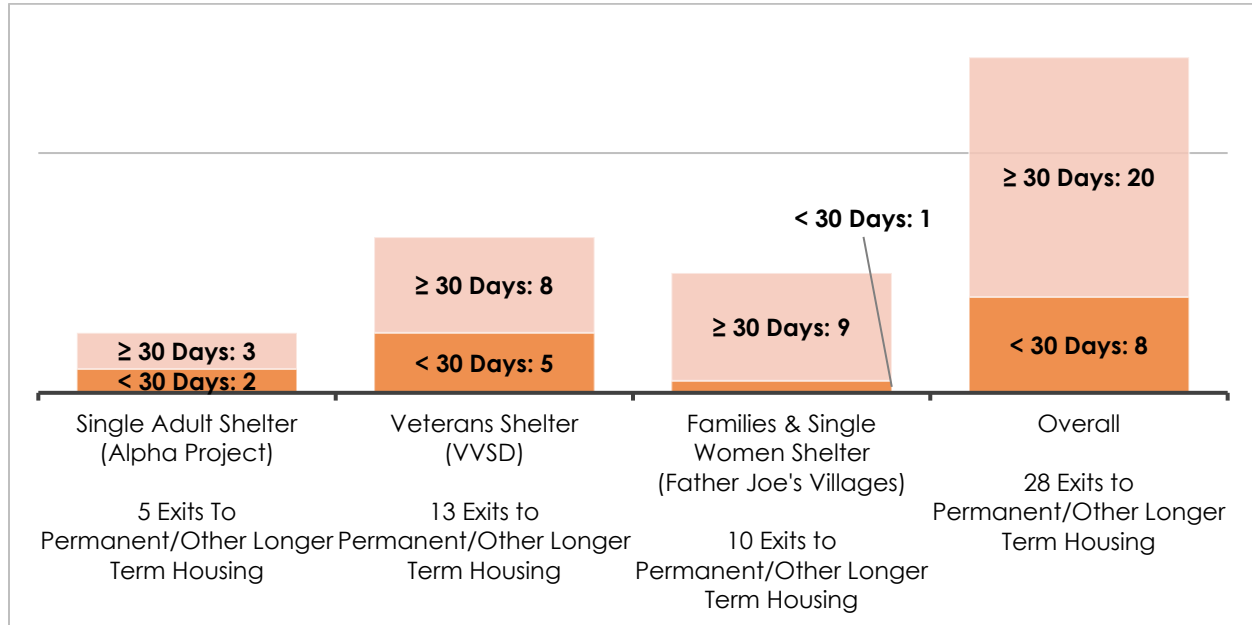 ≥ 30 Days: 3
< 30 Days: 2
≥ 30 Days: 8
< 30 Days: 5
< 30 Days: 1
≥ 30 Days: 9
≥ 30 Days: 20
< 30 Days: 8
Single Adult Shelter
(Alpha Project)
5 Exits To
Permanent/Other Longer
Term Housing
Veterans Shelter
(VVSD)
13 Exits to
Permanent/Other Longer
Term Housing
Families & Single
Women Shelter
(Father Joe's Villages)
10 Exits to
Permanent/Other Longer
Term Housing
Overall
28 Exits to
Permanent/Other Longer
Term Housing